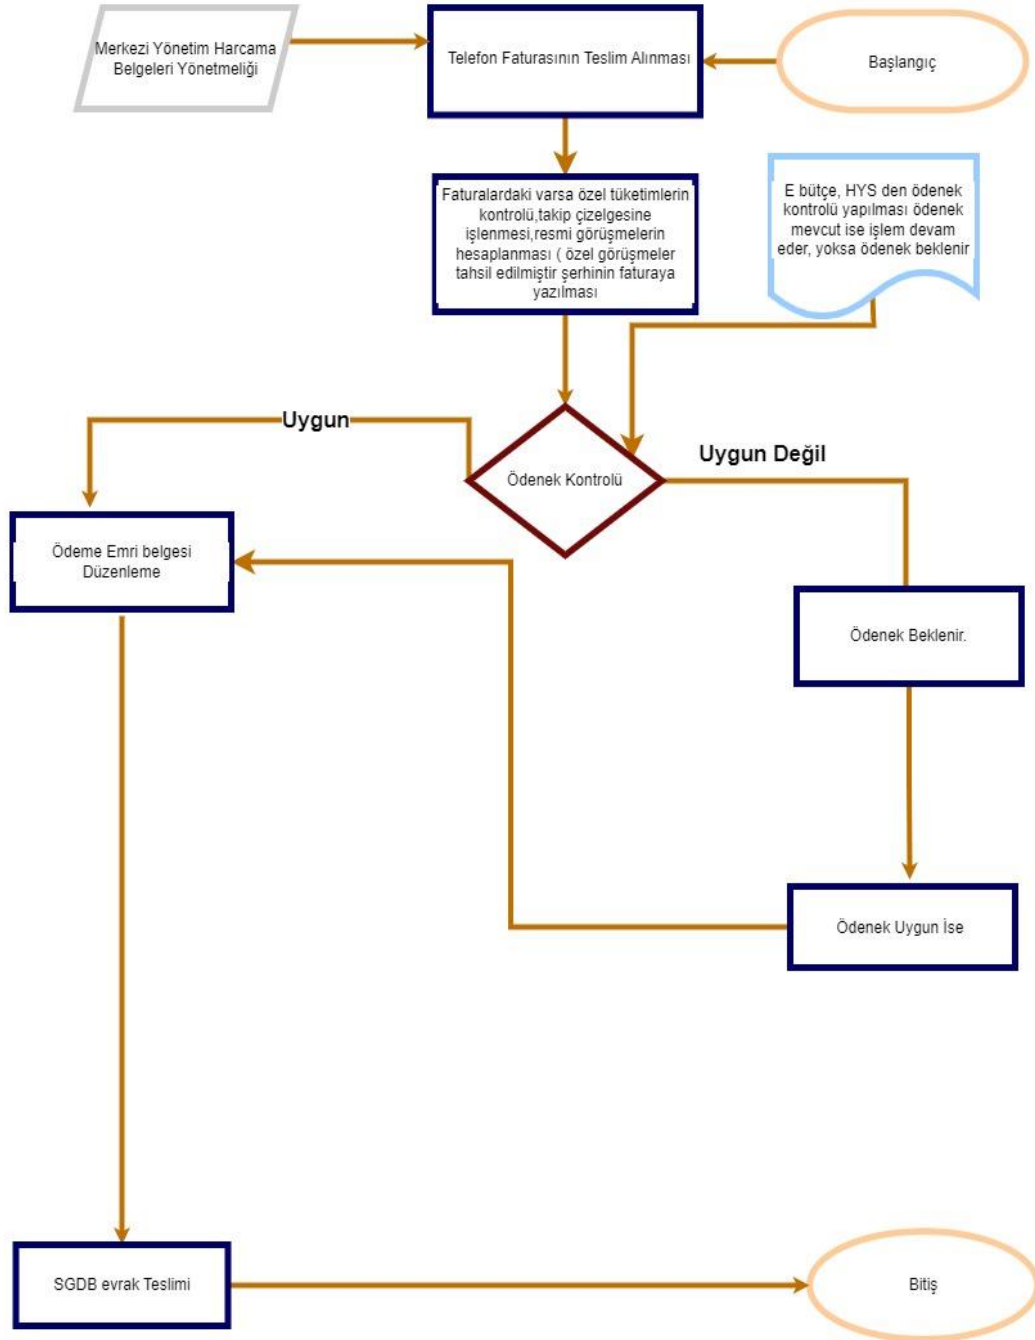 Merkezi Yönetim Harcama
Belgeleri Yönetmeliği
Telefon Faturasının Teslim Alınması
Başlangıç
Faturalardaki varsa özel tüketimlerin
kontrolü,takip çizelgesine
işlenmesi,resmi görüşmelerin
hesaplanması ( özel görüşmeler
tahsil edilmiştir şerhinin faturaya
yazılması
E bütçe, HYS den ödenek
kontrolü yapılması ödenek
mevcut ise işlem devam
eder, yoksa ödenek beklenir
Uygun
Ödenek Kontrolü
Uygun Değil
Ödeme Emri belgesi
Düzenleme
Ödenek Beklenir.
Ödenek Uygun İse
SGDB evrak Teslimi
Bitiş